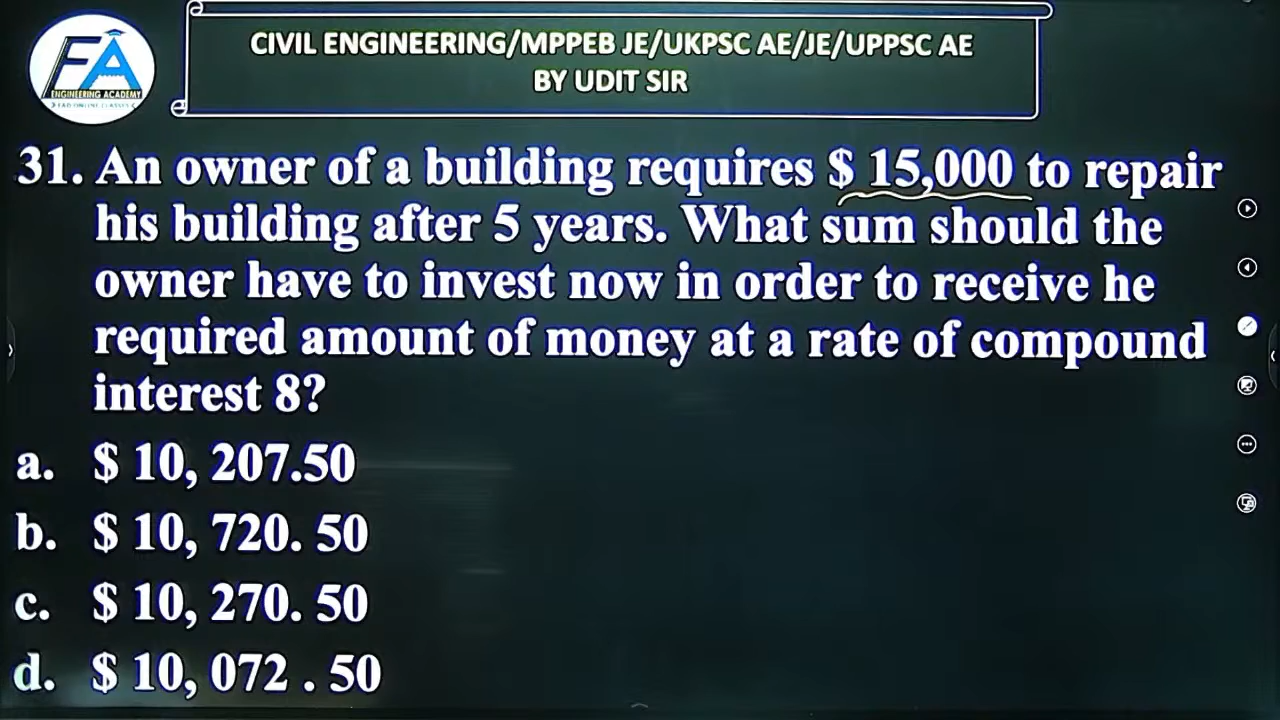 FA
ENGINEERING ACADEMY
CIVIL ENGINEERING/MPPEB JE/UKPSC AE/JE/UPPSC AE
BY UDIT SIR
31. An owner of a building requires $ 15,000 to repair
his building after 5 years. What sum should the
owner have to invest now in order to receive he
required amount of money at a rate of compound
interest 8?
a. $ 10, 207.50
b. $ 10, 720. 50
c. $ 10, 270. 50
d. $ 10, 072 . 50